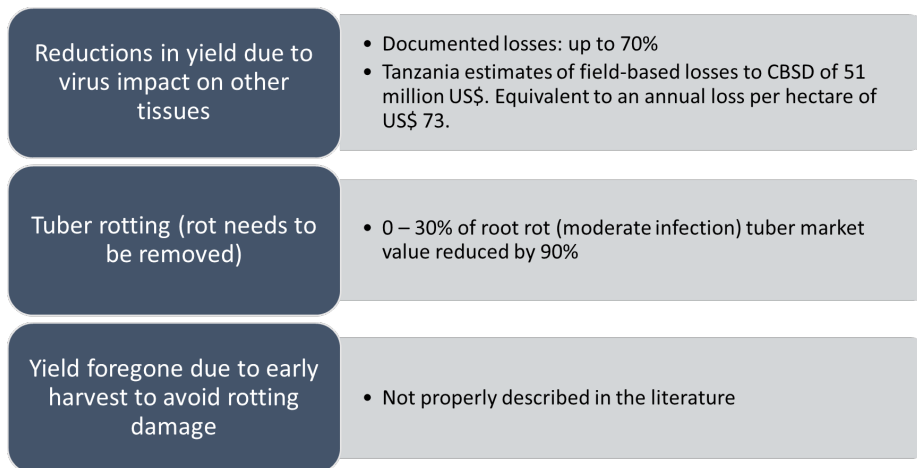 Reductions in yield due to
virus impact on other
tissues
• Documented losses: up to 70%
• Tanzania estimates of field-based losses to CBSD of 51
million US$. Equivalent to an annual loss per hectare of
US$ 73.
Tuber rotting (rot needs to
be removed)
• 0 – 30% of root rot (moderate infection) tuber market
value reduced by 90%
Yield foregone due to early
harvest to avoid rotting
damage
• Not properly described in the literature